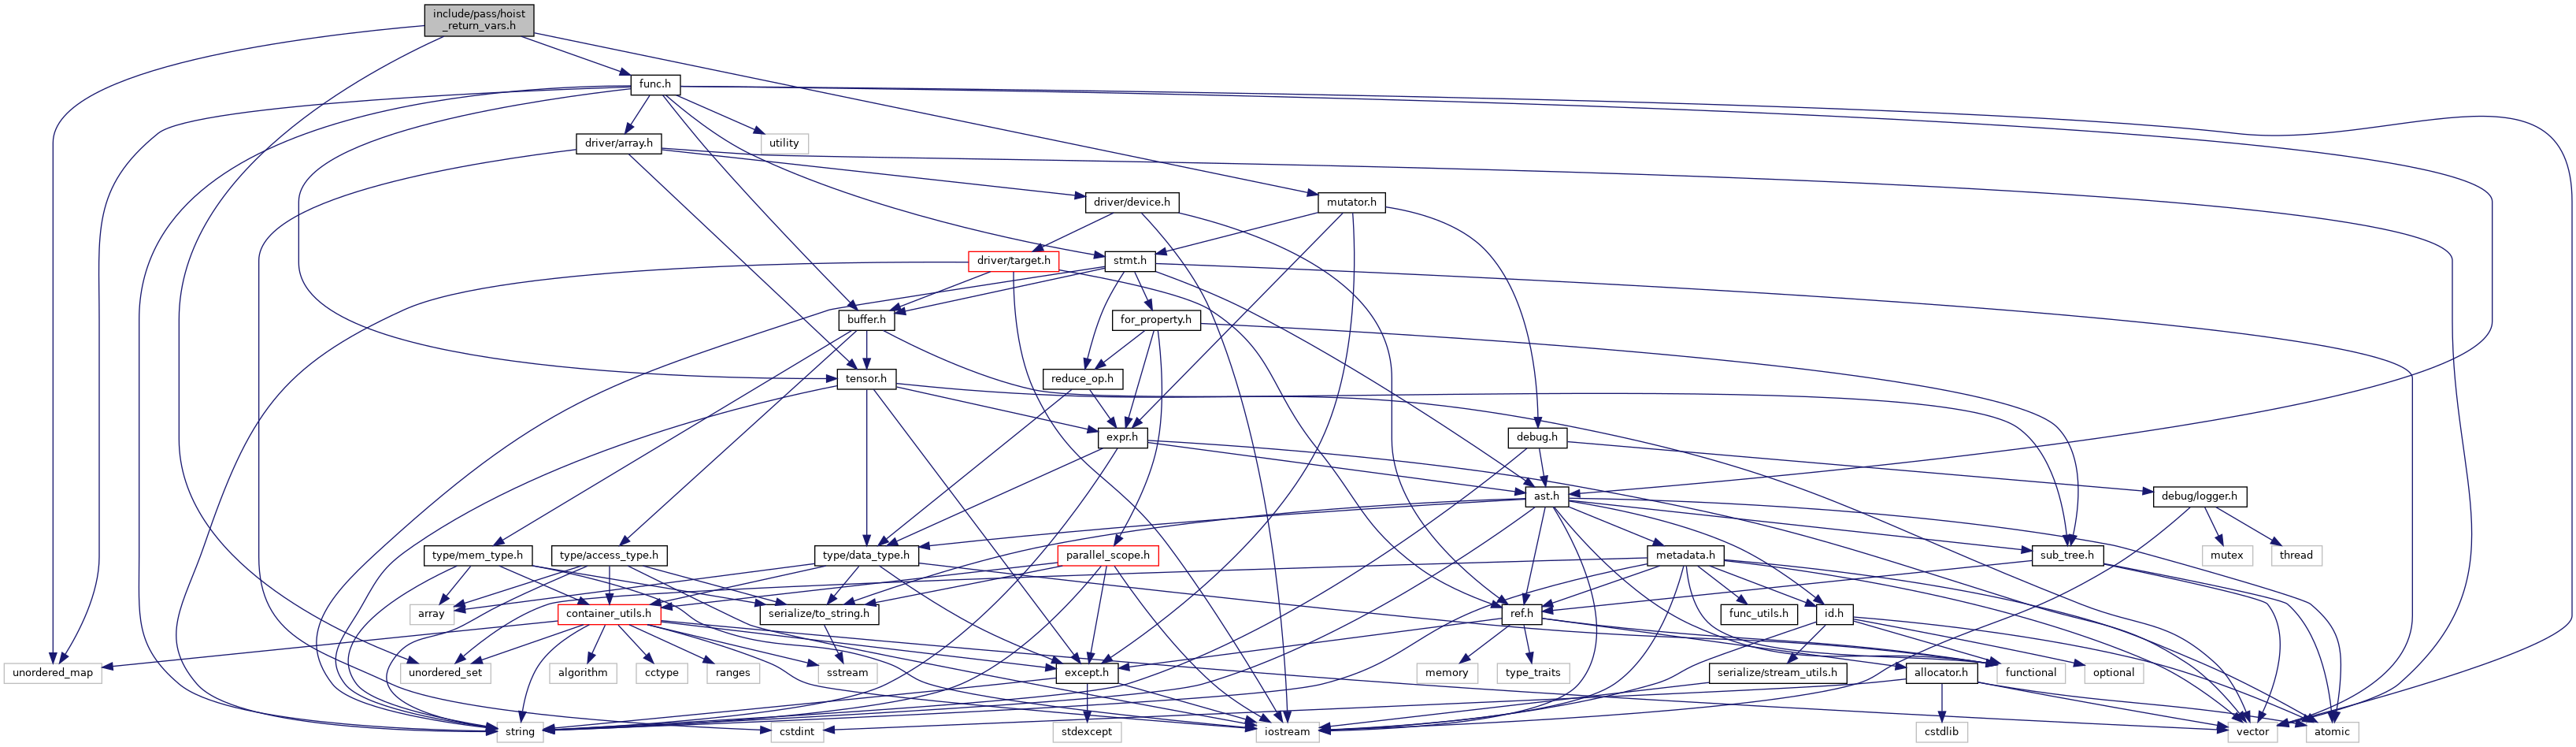 include/pass/hoist
_return_vars.h
func.h
driver/array.h
utility
driver/device.h
mutator.h
driver/target.h
stmt.h
buffer.h
for_property.h
tensor.h
reduce_op.h
expr.h
debug.h
ast.h
debug/logger.h
type/mem_type.h
type/access_type.h
type/data_type.h
parallel_scope.h
metadata.h
sub_tree.h
mutex
thread
array
container_utils.h
serialize/to_string.h
ref.h
func_utils.h
id.h
unordered_map
unordered_set
algorithm
cctype
ranges
sstream
except.h
memory
type_traits
serialize/stream_utils.h
allocator.h
functional
optional
string
cstdint
stdexcept
iostream
cstdlib
vector
atomic